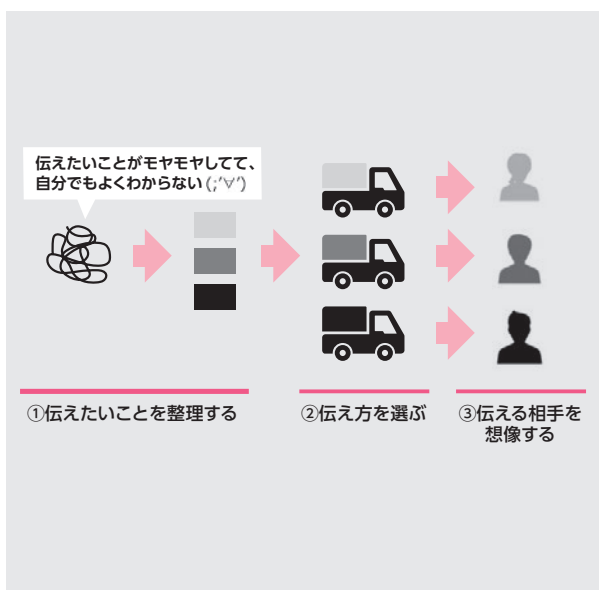 伝えたいことがモヤモヤしてて、
自分でもよくわからない(;'∀')
①伝えたいことを整理する
②伝え方を選ぶ
③伝える相手を
想像する